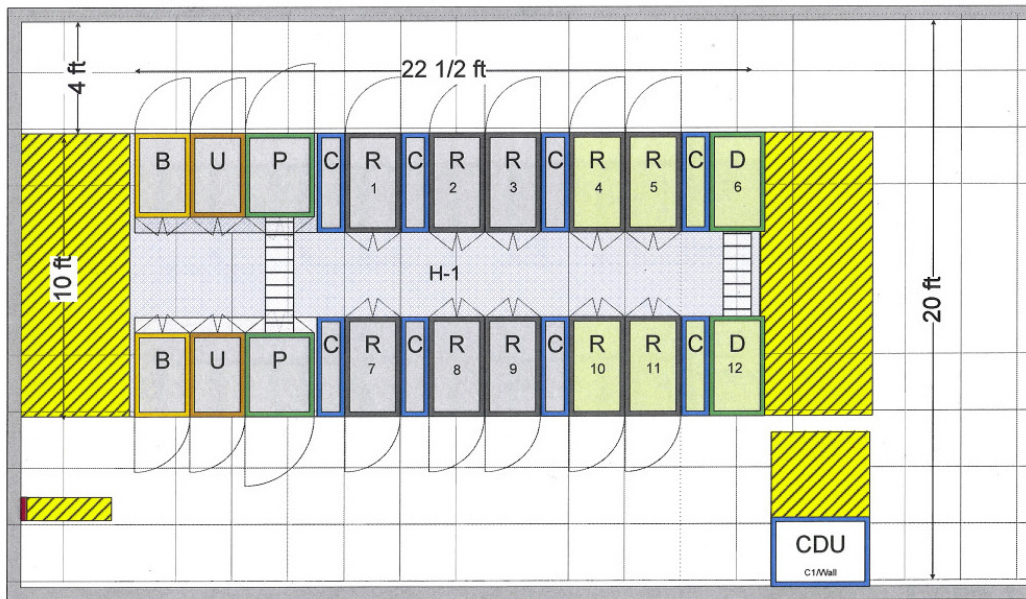 4 ft
22 1/2 ft
B U P C R C R R C R R C D
1 2 3 4 5 6
10 ft
H-1
20 ft
B U P C R C R R C R R C D
7 8 9 10 11 12
CDU
C1/Wall